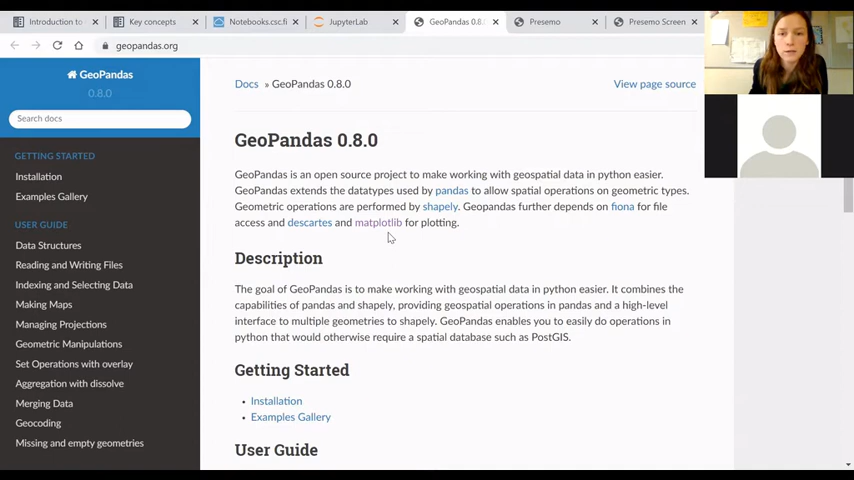 Introduction to
Key concepts
Notebooks.csc.fi
JupyterLab
GeoPandas 0.8.
Presemo
Presemo Screen
geopandas.org
GeoPandas
0.8.0
Search docs
GETTING STARTED
Installation
Examples Gallery
USER GUIDE
Data Structures
Reading and Writing Files
Indexing and Selecting Data
Making Maps
Managing Projections
Geometric Manipulations
Set Operations with overlay
Aggregation with dissolve
Merging Data
Geocoding
Missing and empty geometries
Docs » GeoPandas 0.8.0
View page source
GeoPandas 0.8.0
GeoPandas is an open source project to make working with geospatial data in python easier.
GeoPandas extends the datatypes used by pandas to allow spatial operations on geometric types.
Geometric operations are performed by shapely. Geopandas further depends on fiona for file
access and descartes and matplotlib for plotting.
Description
The goal of GeoPandas is to make working with geospatial data in python easier. It combines the
capabilities of pandas and shapely, providing geospatial operations in pandas and a high-level
interface to multiple geometries to shapely. GeoPandas enables you to easily do operations in
python that would otherwise require a spatial database such as PostGIS.
Getting Started
• Installation
• Examples Gallery
User Guide